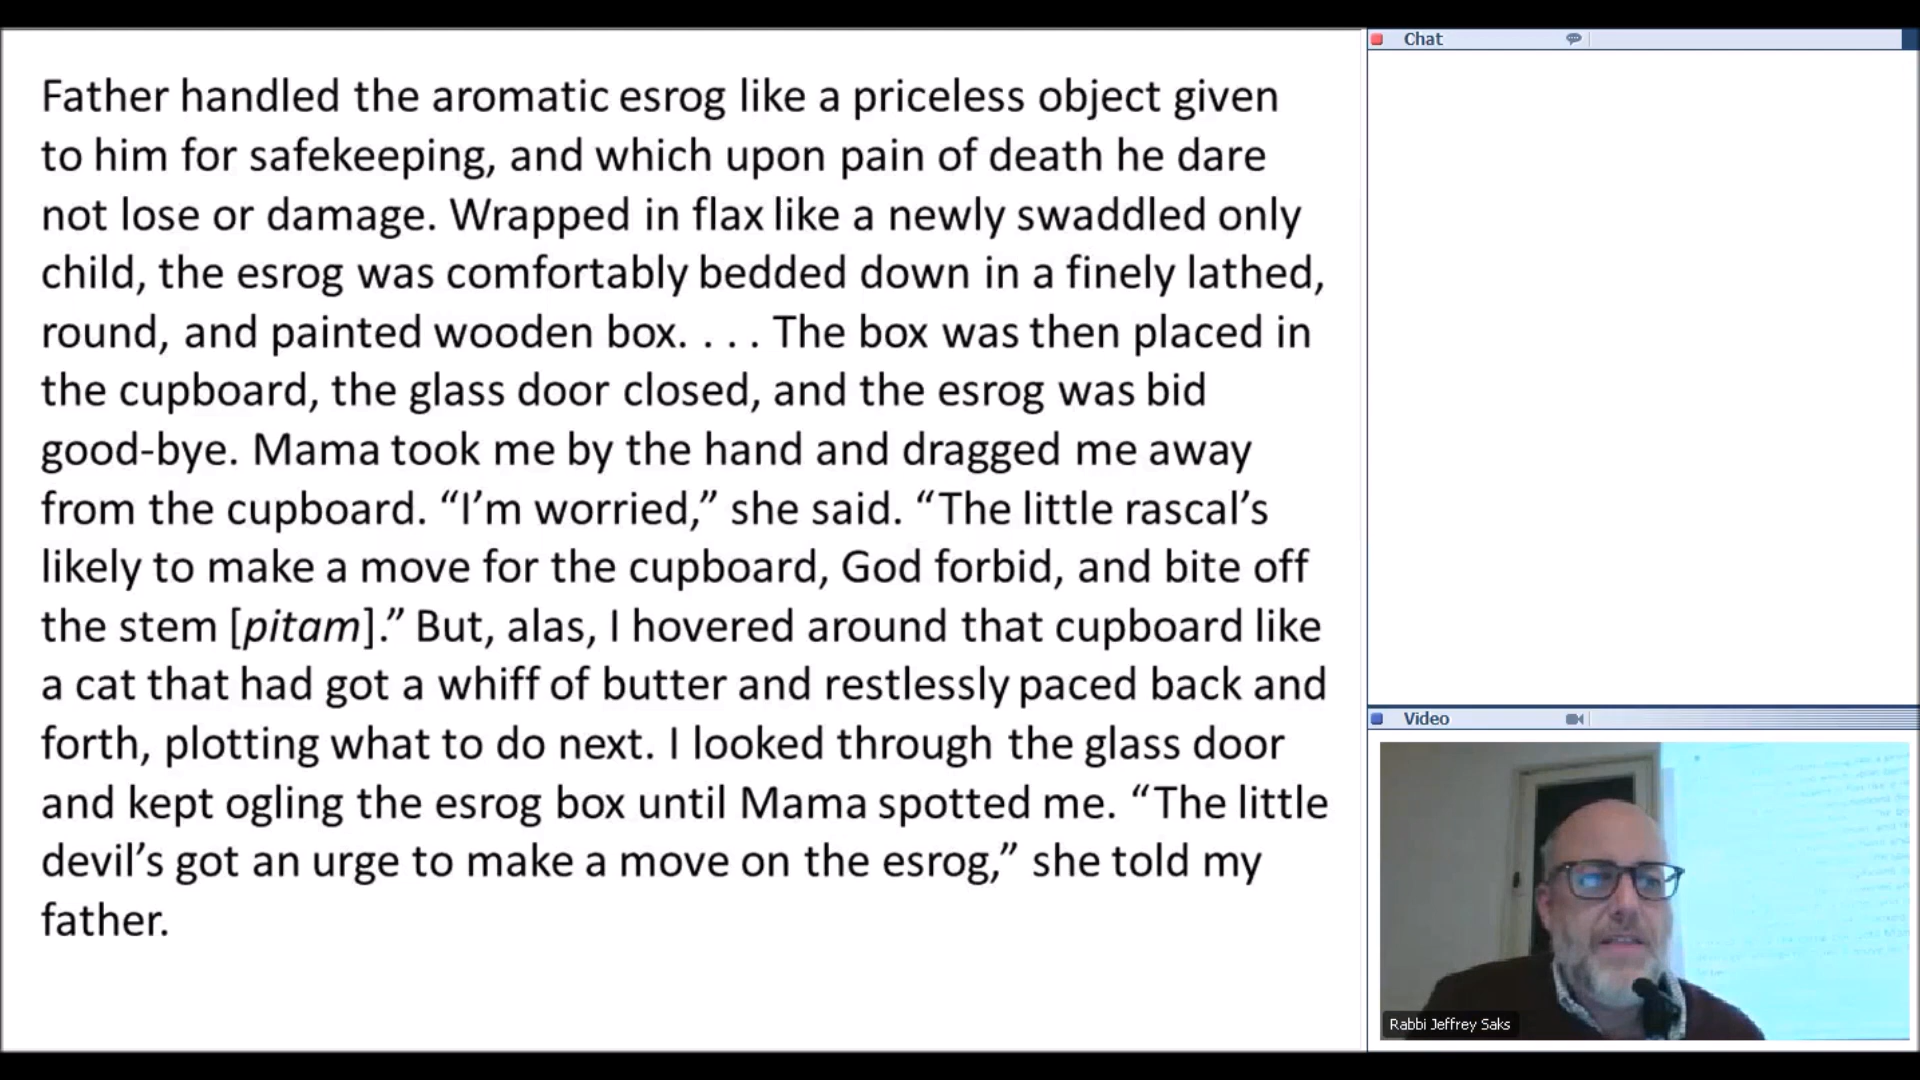 Father handled the aromatic esrog like a priceless object given
to him for safekeeping, and which upon pain of death he dare
not lose or damage. Wrapped in flax like a newly swaddled only
child, the esrog was comfortably bedded down in a finely lathed,
round, and painted wooden box. . . . The box was then placed in
the cupboard, the glass door closed, and the esrog was bid
good-bye. Mama took me by the hand and dragged me away
from the cupboard. “I’m worried,” she said. “The little rascal’s
likely to make a move for the cupboard, God forbid, and bite off
the stem [pitam].” But, alas, I hovered around that cupboard like
a cat that had got a whiff of butter and restlessly paced back and
forth, plotting what to do next. I looked through the glass door
and kept ogling the esrog box until Mama spotted me. “The little
devil’s got an urge to make a move on the esrog,” she told my
father.
Chat
Video
Rabbi Jeffrey Saks